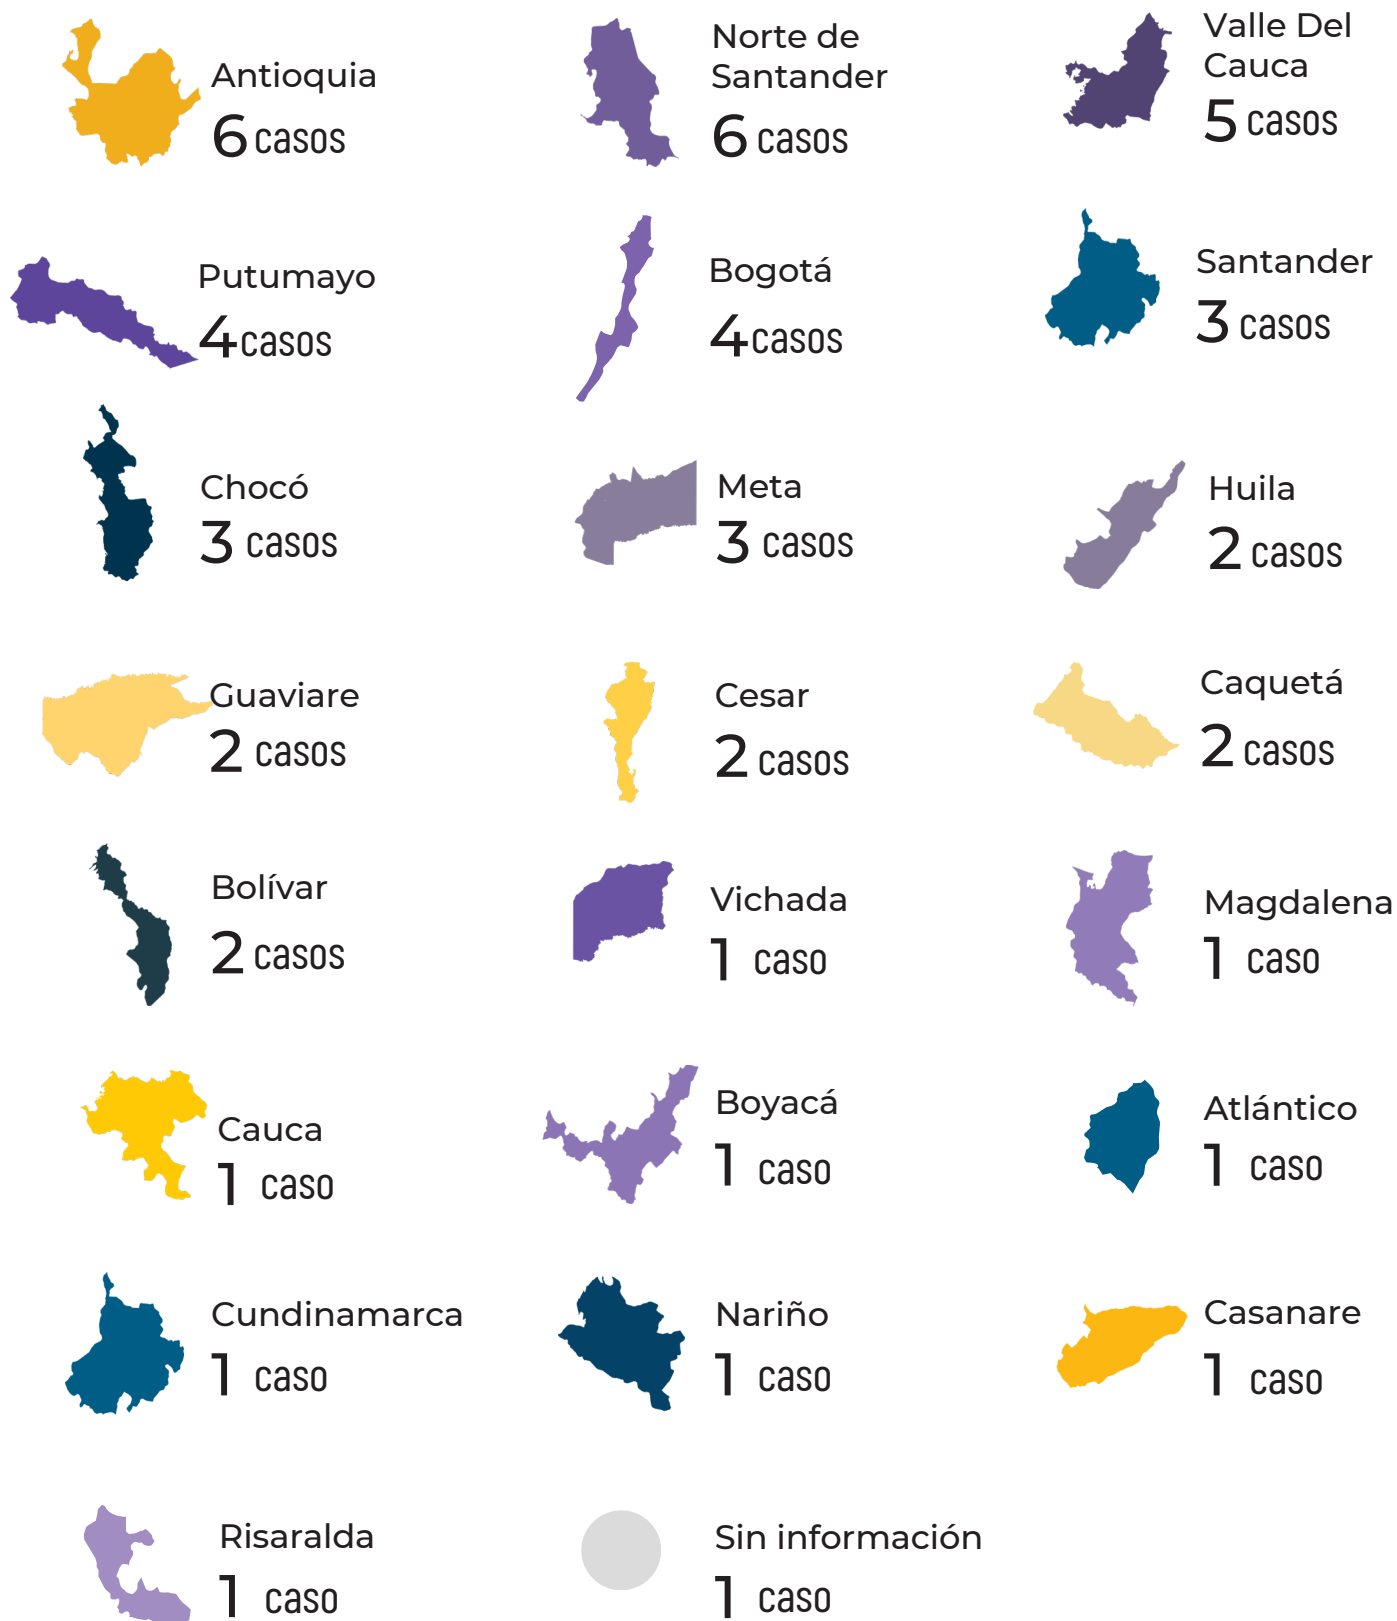 Antioquia
6 casos
Norte de
Santander
6 casos
Valle Del
Cauca
5 casos
Putumayo
4 casos
Bogotá
4 casos
Santander
3 casos
Chocó
3 casos
Meta
3 casos
Huila
2 casos
Guaviare
2 casos
Cesar
2 casos
Caquetá
2 casos
Bolívar
2 casos
Vichada
1 caso
Magdalena
1 caso
Cauca
1 caso
Boyacá
1 caso
Atlántico
1 caso
Cundinamarca
1 caso
Nariño
1 caso
Casanare
1 caso
Risaralda
1 caso
Sin información
1 caso